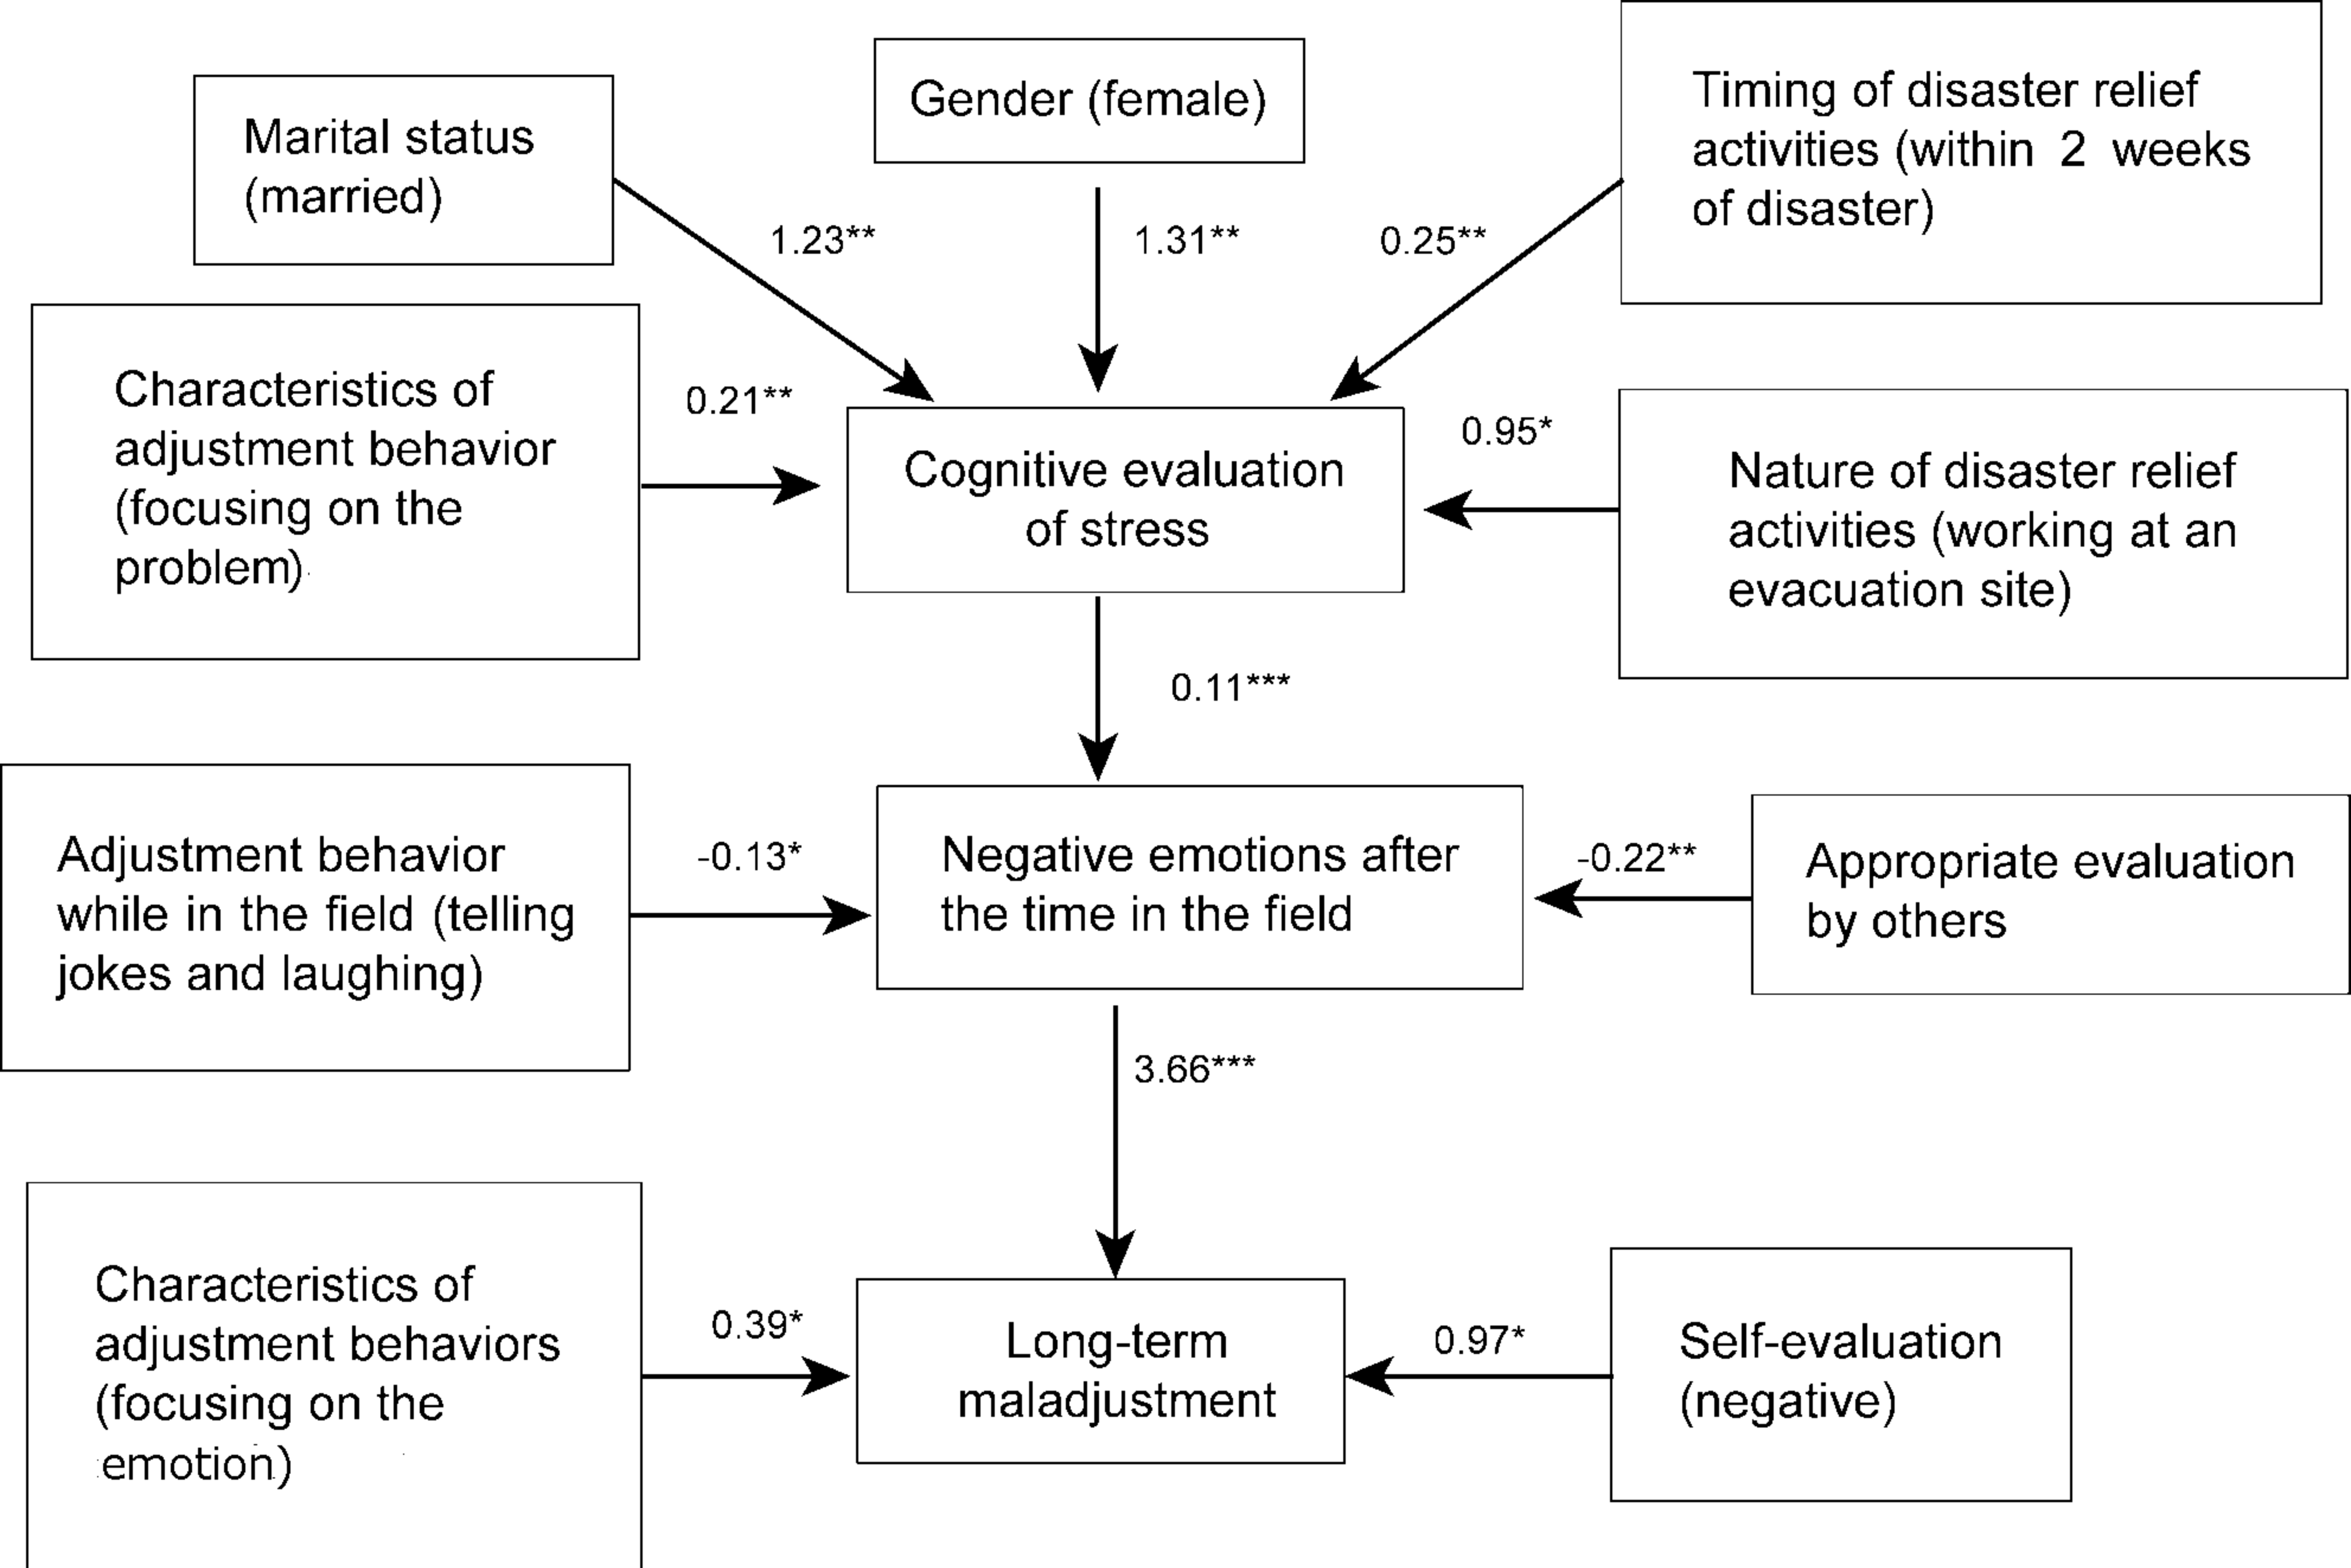 Gender (female)
Marital status
(married)
Timing of disaster relief
activities (within 2 weeks
of disaster)
1.23**
1.31**
0.25**
Characteristics of
adjustment behavior
(focusing on the
problem)
0.21**
Cognitive evaluation
of stress
0.95*
Nature of disaster relief
activities (working at an
evacuation site)
0.11***
Adjustment behavior
while in the field (telling
jokes and laughing)
-0.13*
Negative emotions after
the time in the field
-0.22**
Appropriate evaluation
by others
3.66***
Characteristics of
adjustment behaviors
(focusing on the
emotion)
0.39*
Long-term
maladjustment
0.97*
Self-evaluation
(negative)